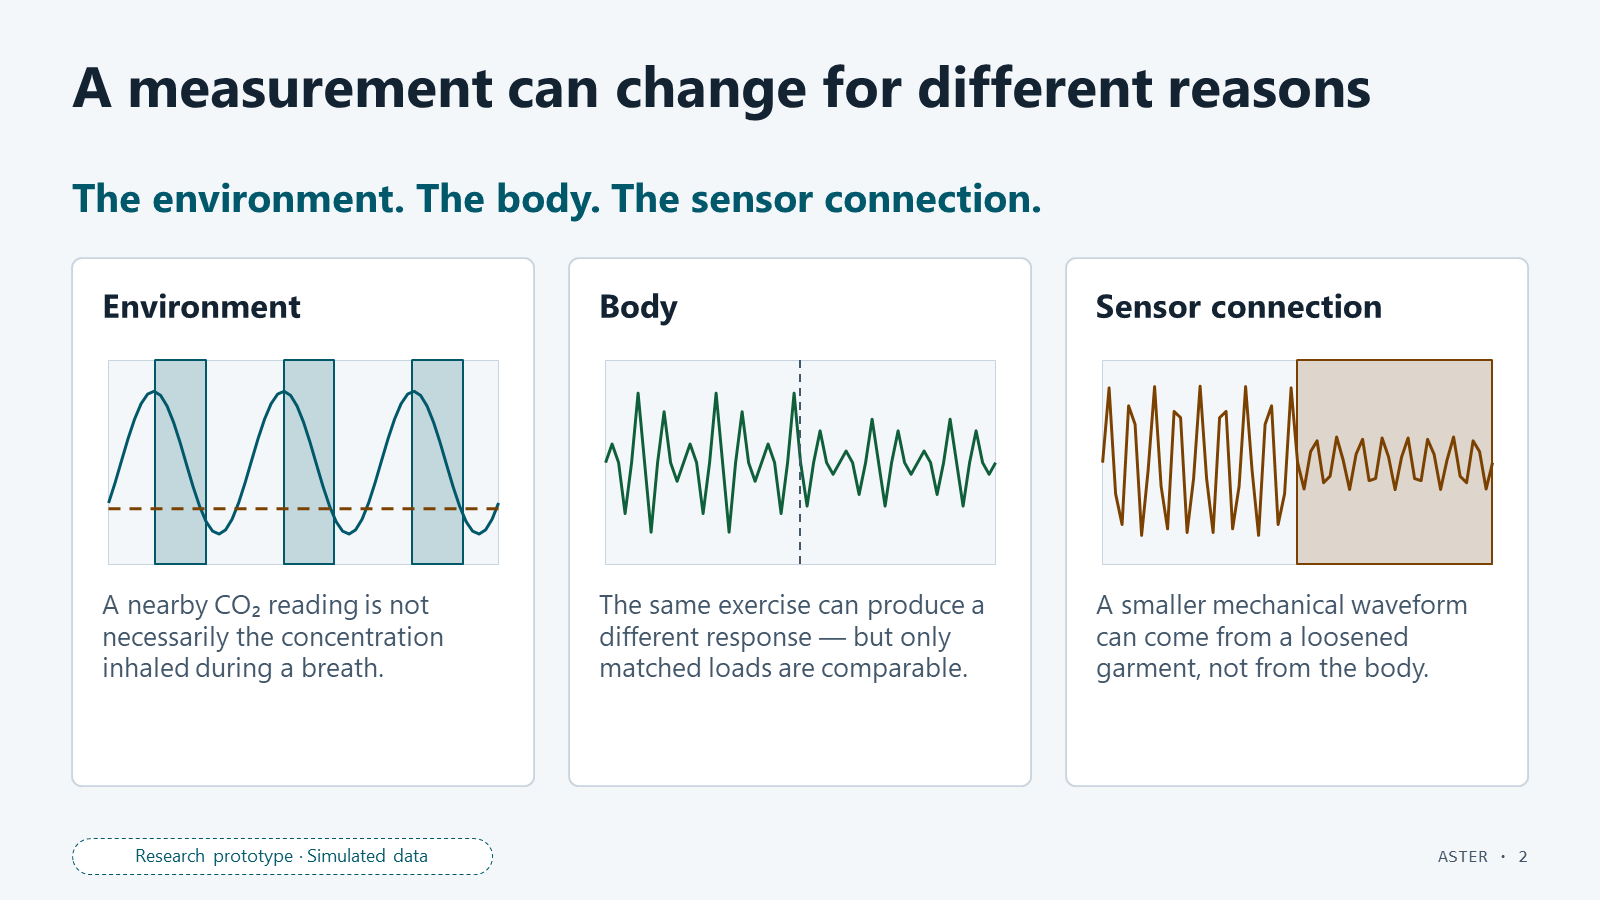 A measurement can change for different reasons
The environment. The body. The sensor connection.
Environment
A nearby CO₂ reading is not
necessarily the concentration
inhaled during a breath.
Body
The same exercise can produce a
different response — but only
matched loads are comparable.
Sensor connection
A smaller mechanical waveform
can come from a loosened
garment, not from the body.
Research prototype · Simulated data
ASTER · 2